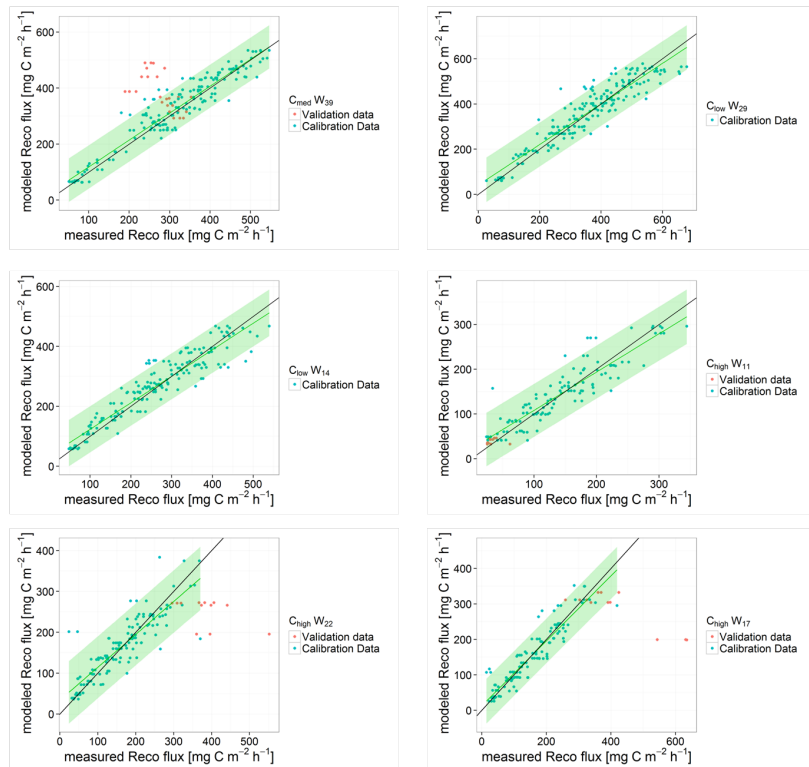 600
400
200
0
100 200 300 400 500
measured Reco flux [mg C m⁻² h⁻¹]
modeled Reco flux [mg C m⁻² h⁻¹]
C_med W_39
Validation data
Calibration Data
600
400
200
0
0 200 400 600
measured Reco flux [mg C m⁻² h⁻¹]
modeled Reco flux [mg C m⁻² h⁻¹]
C_low W_29
Calibration Data
600
400
200
0
100 200 300 400 500
measured Reco flux [mg C m⁻² h⁻¹]
modeled Reco flux [mg C m⁻² h⁻¹]
C_low W_14
Calibration Data
300
200
100
0
100 200 300
measured Reco flux [mg C m⁻² h⁻¹]
modeled Reco flux [mg C m⁻² h⁻¹]
C_high W_11
Validation data
Calibration Data
400
300
200
100
0
0 100 200 300 400 500
measured Reco flux [mg C m⁻² h⁻¹]
modeled Reco flux [mg C m⁻² h⁻¹]
C_high W_22
Validation data
Calibration Data
400
300
200
100
0
0 200 400 600
measured Reco flux [mg C m⁻² h⁻¹]
modeled Reco flux [mg C m⁻² h⁻¹]
C_high W_17
Validation data
Calibration Data